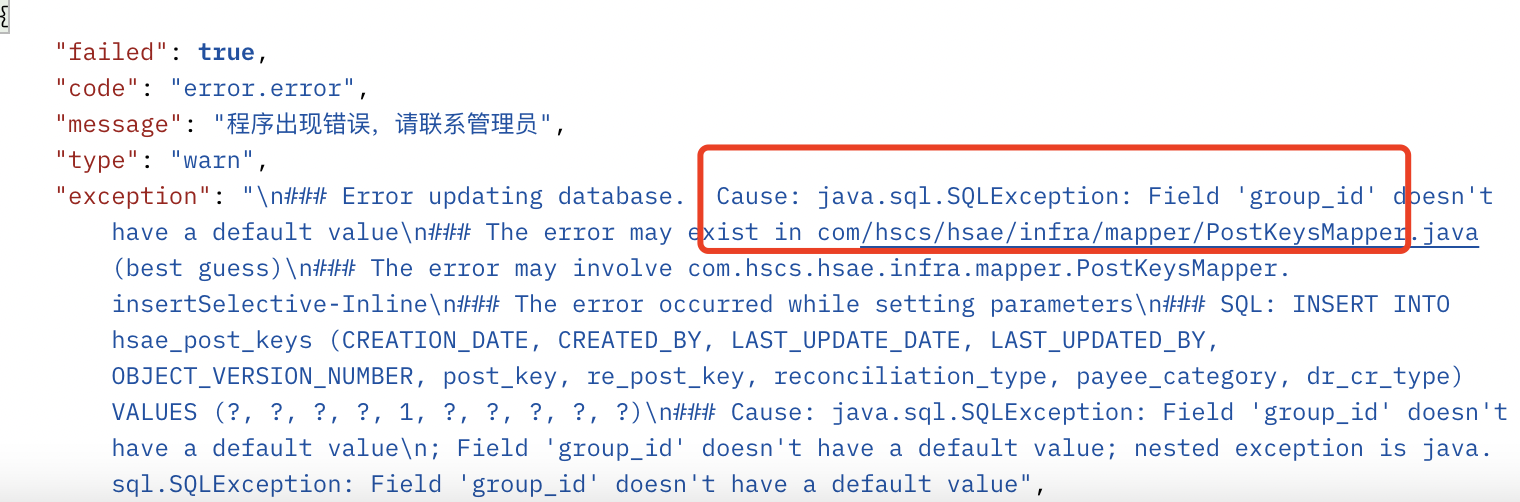 {
"failed": true,
"code": "error.error",
"message": "程序出现错误，请联系管理员",
"type": "warn",
"exception": "\n### Error updating database.  Cause: java.sql.SQLException: Field 'group_id' doesn't
have a default value\n### The error may exist in com/hscs/hsae/infra/mapper/PostKeysMapper.java
(best guess)\n### The error may involve com.hscs.hsae.infra.mapper.PostKeysMapper.
insertSelective-Inline\n### The error occurred while setting parameters\n### SQL: INSERT INTO
hsae_post_keys (CREATION_DATE, CREATED_BY, LAST_UPDATE_DATE, LAST_UPDATED_BY,
OBJECT_VERSION_NUMBER, post_key, re_post_key, reconciliation_type, payee_category, dr_cr_type)
VALUES (?, ?, ?, ?, 1, ?, ?, ?, ?, ?)\n### Cause: java.sql.SQLException: Field 'group_id' doesn't
have a default value\n; Field 'group_id' doesn't have a default value; nested exception is java.
sql.SQLException: Field 'group_id' doesn't have a default value",